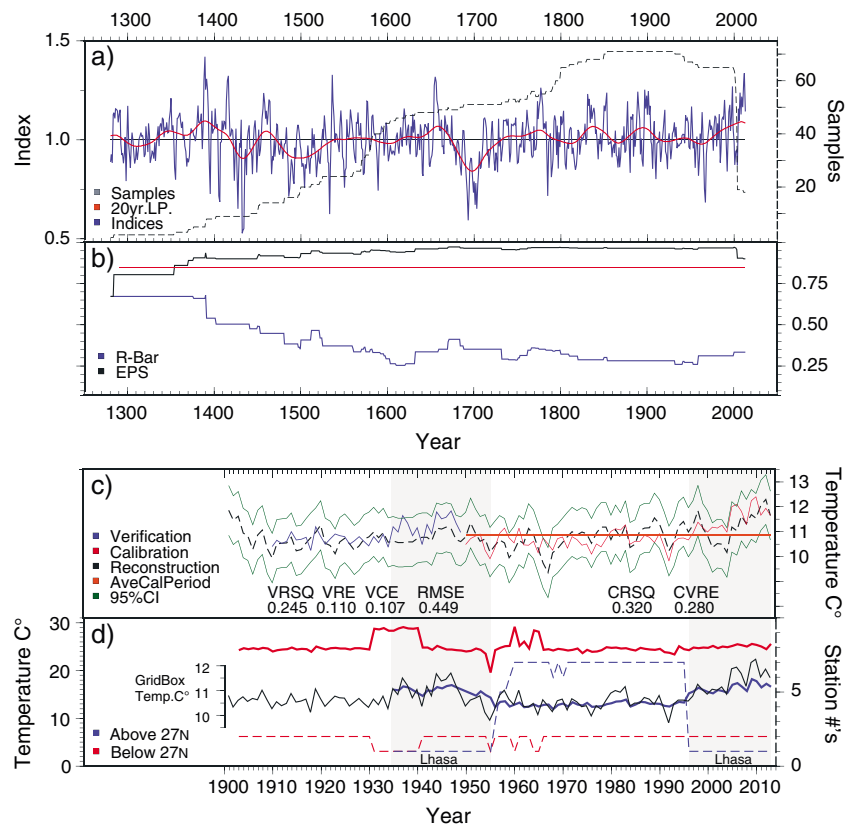 1300 1400 1500 1600 1700 1800 1900 2000
a)
1.5
1.0
0.5
Index
60
40
20
Samples
Samples
20yr.LP.
Indices
b)
0.75
0.50
0.25
R-Bar
EPS
1300 1400 1500 1600 1700 1800 1900 2000
Year
c)
13
12
11
10
Temperature C°
Verification
Calibration
Reconstruction
AveCalPeriod
95%CI
VRSQ VRE VCE RMSE CRSQ CVRE
0.245 0.110 0.107 0.449 0.320 0.280
d)
30
20
10
0
Temperature C°
12
11
10
GridBox
Temp.C°
Above 27N
Below 27N
Lhasa Lhasa
10
5
0
Station #'s
1900 1910 1920 1930 1940 1950 1960 1970 1980 1990 2000 2010
Year